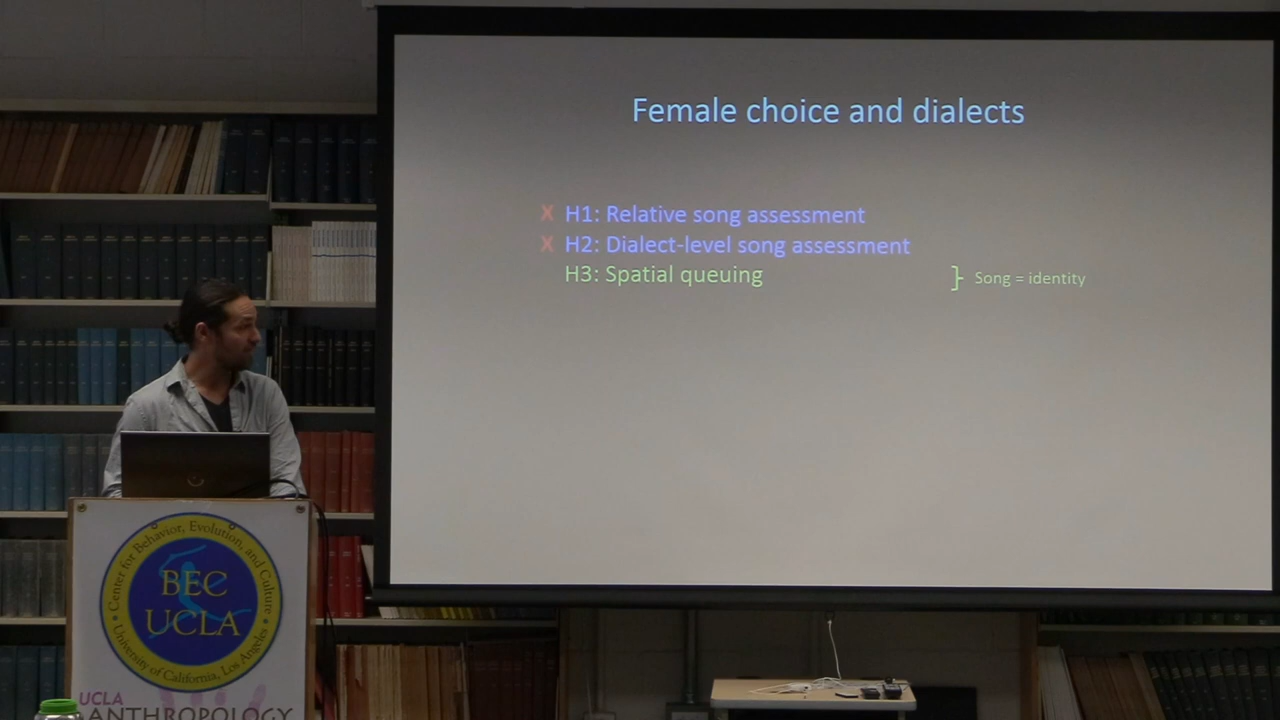 Female choice and dialects
X H1: Relative song assessment
X H2: Dialect-level song assessment
H3: Spatial queuing } Song = identity
Center for Behavior, Evolution, and Culture
BEC
UCLA
University of California, Los Angeles
UCLA
ANTHROPOLOGY